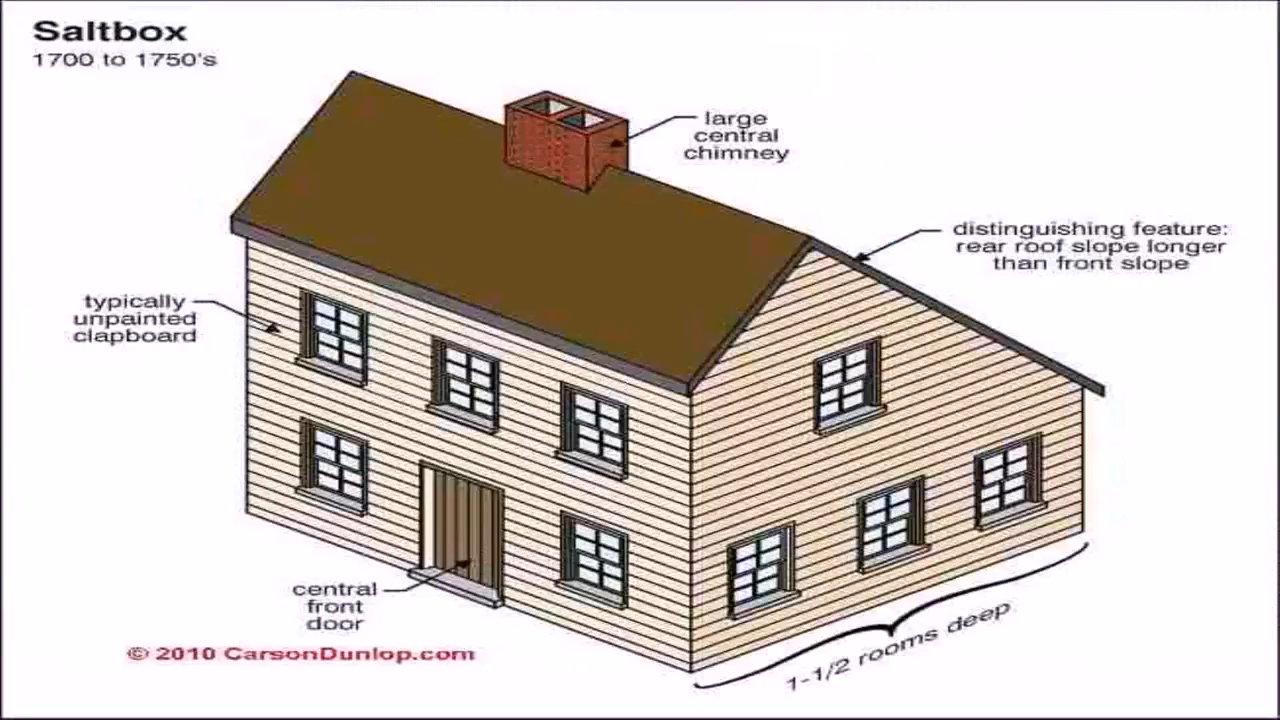 Saltbox
1700 to 1750's
large
central
chimney
distinguishing feature:
rear roof slope longer
than front slope
typically
unpainted
clapboard
central
front
door
1-1/2 rooms deep
© 2010 CarsonDunlop.com